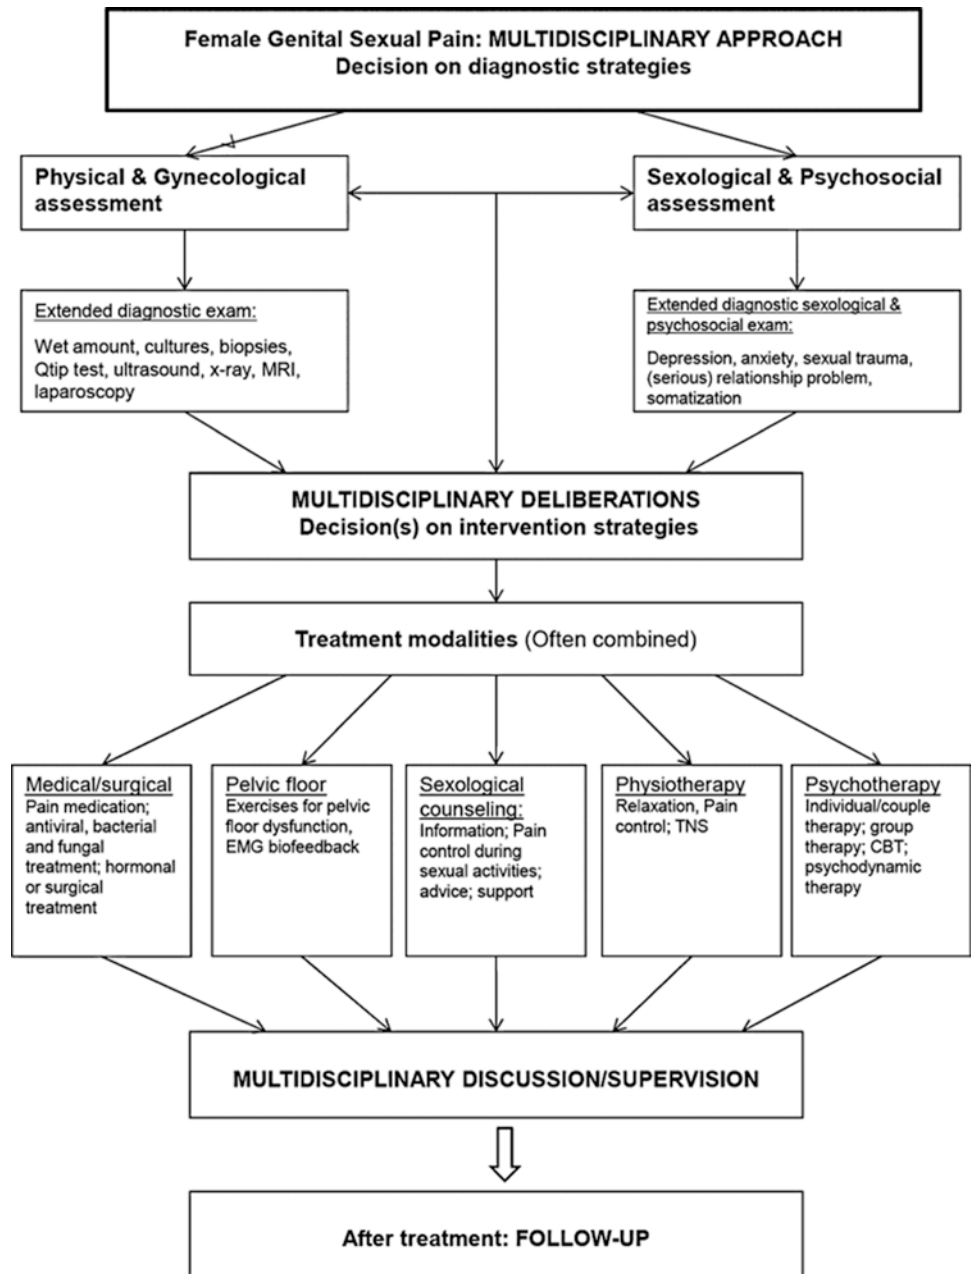 Female Genital Sexual Pain: MULTIDISCIPLINARY APPROACH
Decision on diagnostic strategies
Physical & Gynecological
assessment
Sexological & Psychosocial
assessment
Extended diagnostic exam:
Wet amount, cultures, biopsies,
Qtip test, ultrasound, x-ray, MRI,
laparoscopy
Extended diagnostic sexological &
psychosocial exam:
Depression, anxiety, sexual trauma,
(serious) relationship problem,
somatization
MULTIDISCIPLINARY DELIBERATIONS
Decision(s) on intervention strategies
Treatment modalities (Often combined)
Medical/surgical
Pain medication;
antiviral, bacterial
and fungal
treatment; hormonal
or surgical
treatment
Pelvic floor
Exercises for pelvic
floor dysfunction,
EMG biofeedback
Sexological
counseling:
Information; Pain
control during
sexual activities;
advice; support
Physiotherapy
Relaxation, Pain
control; TNS
Psychotherapy
Individual/couple
therapy; group
therapy; CBT;
psychodynamic
therapy
MULTIDISCIPLINARY DISCUSSION/SUPERVISION
After treatment: FOLLOW-UP